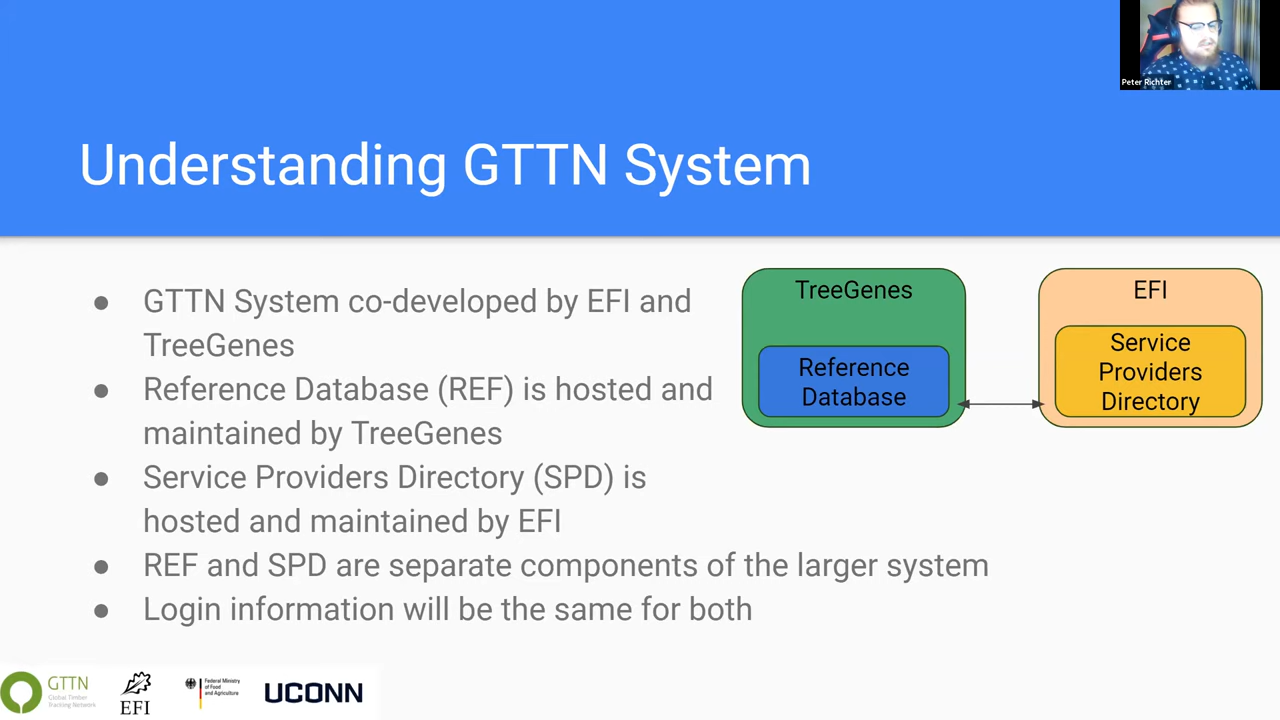 Peter Richter
Understanding GTTN System
● GTTN System co-developed by EFI and
TreeGenes
● Reference Database (REF) is hosted and
maintained by TreeGenes
● Service Providers Directory (SPD) is
hosted and maintained by EFI
● REF and SPD are separate components of the larger system
● Login information will be the same for both
TreeGenes
Reference
Database
EFI
Service
Providers
Directory
GTTN
Global Timber
Tracking Network
EFI
Federal Ministry
of Food
and Agriculture
UCONN